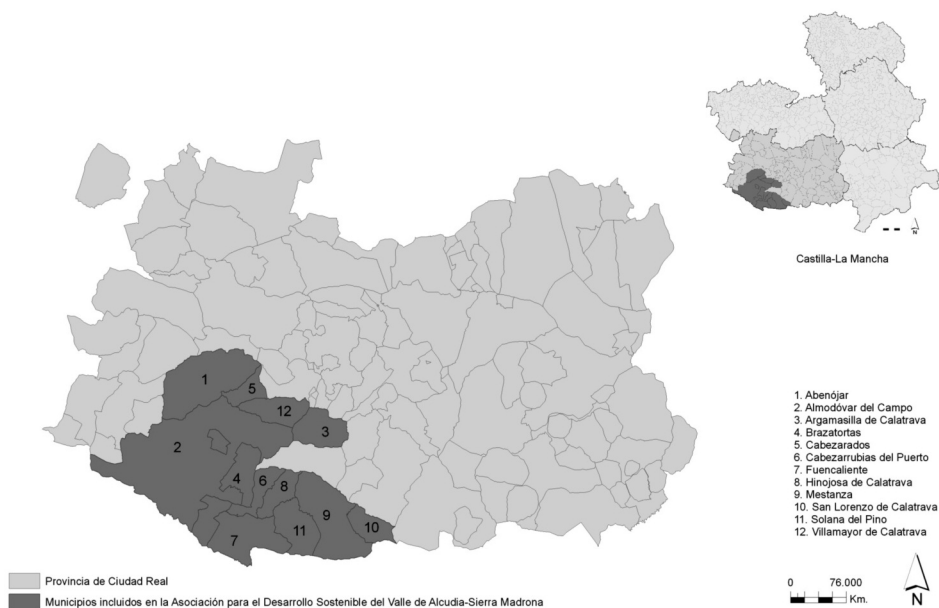 Castilla-La Mancha
N
1
5
12
3
2
4
6
8
9
10
11
7
1. Abenójar
2. Almodóvar del Campo
3. Argamasilla de Calatrava
4. Brazatortas
5. Cabezarados
6. Cabezarrubias del Puerto
7. Fuencaliente
8. Hinojosa de Calatrava
9. Mestanza
10. San Lorenzo de Calatrava
11. Solana del Pino
12. Villamayor de Calatrava
Provincia de Ciudad Real
Municipios incluidos en la Asociación para el Desarrollo Sostenible del Valle de Alcudia-Sierra Madrona
0 76.000
Km.
N